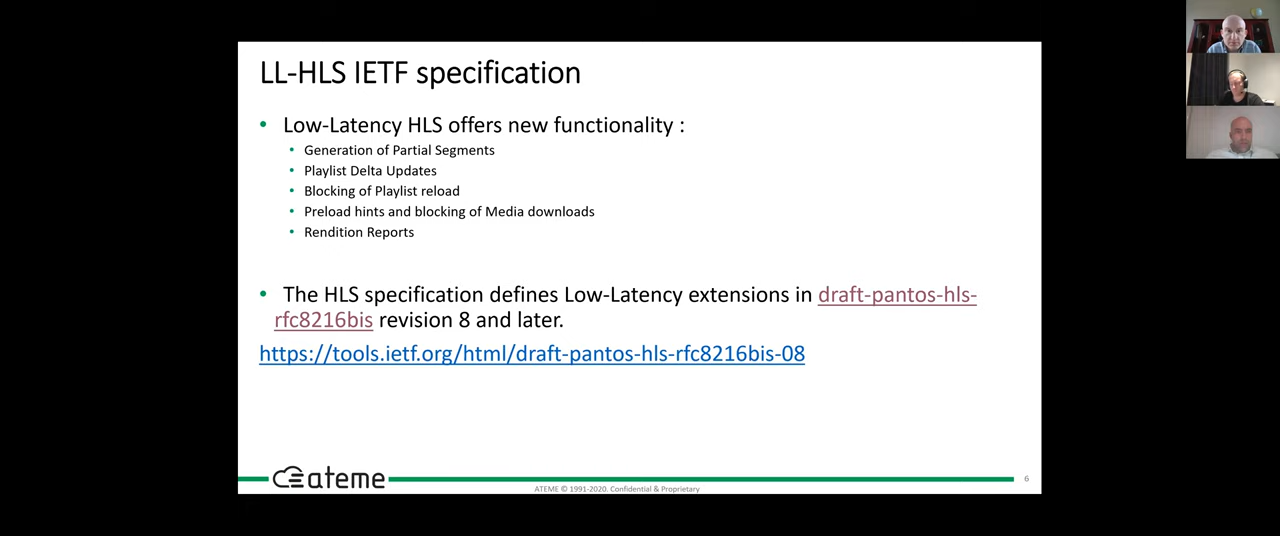 LL-HLS IETF specification
• Low-Latency HLS offers new functionality :
• Generation of Partial Segments
• Playlist Delta Updates
• Blocking of Playlist reload
• Preload hints and blocking of Media downloads
• Rendition Reports
• The HLS specification defines Low-Latency extensions in draft-pantos-hls-
rfc8216bis revision 8 and later.
https://tools.ietf.org/html/draft-pantos-hls-rfc8216bis-08
ateme
ATEME © 1991-2020. Confidential & Proprietary
6